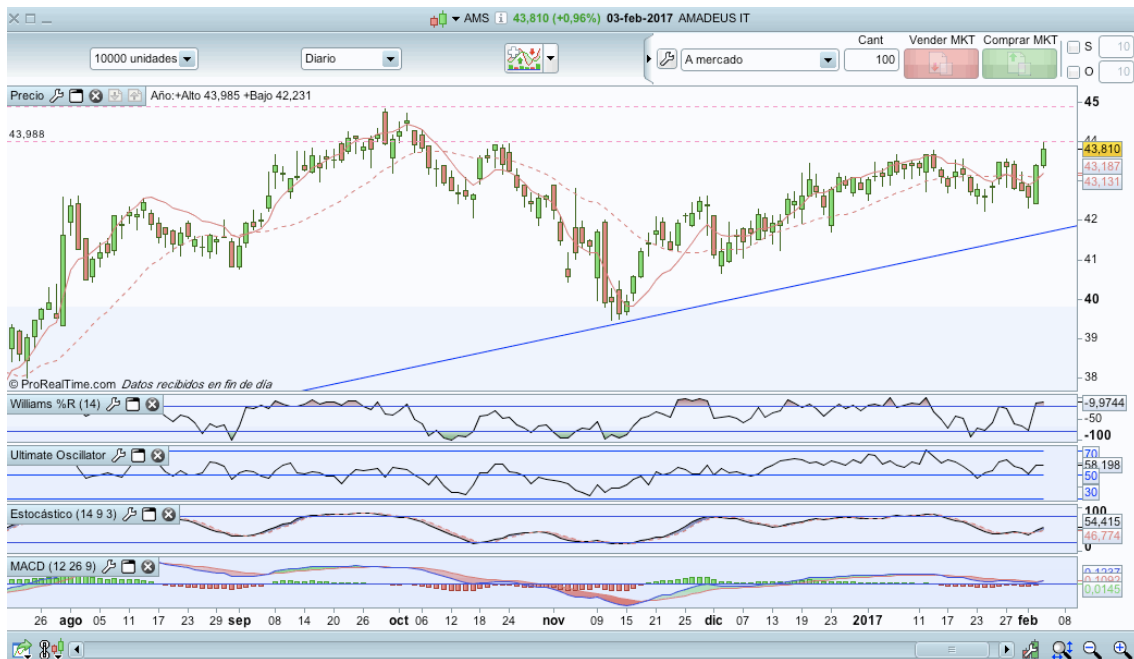 AMS 43,810 (+0,96%) 03-feb-2017 AMADEUS IT
10000 unidades Diario A mercado Cant 100 Vender MKT Comprar MKT S 10
O 10
Precio Año:+Alto 43,985 +Bajo 42,231
45
43,988
44
43,810
43,187
43,131
42
41
40
39
38
© ProRealTime.com Datos recibidos en fin de día
Williams %R (14)
-9,9744
-50
-100
Ultimate Oscillator
70
58,198
50
30
Estocástico (14 9 3)
100
54,415
46,774
0
MACD (12 26 9)
0,1237
0,1092
0,0145
26 ago 05 11 17 23 29 sep 08 14 20 26 oct 06 12 18 24 nov 09 15 21 25 dic 07 13 19 23 2017 11 17 23 27 feb 08